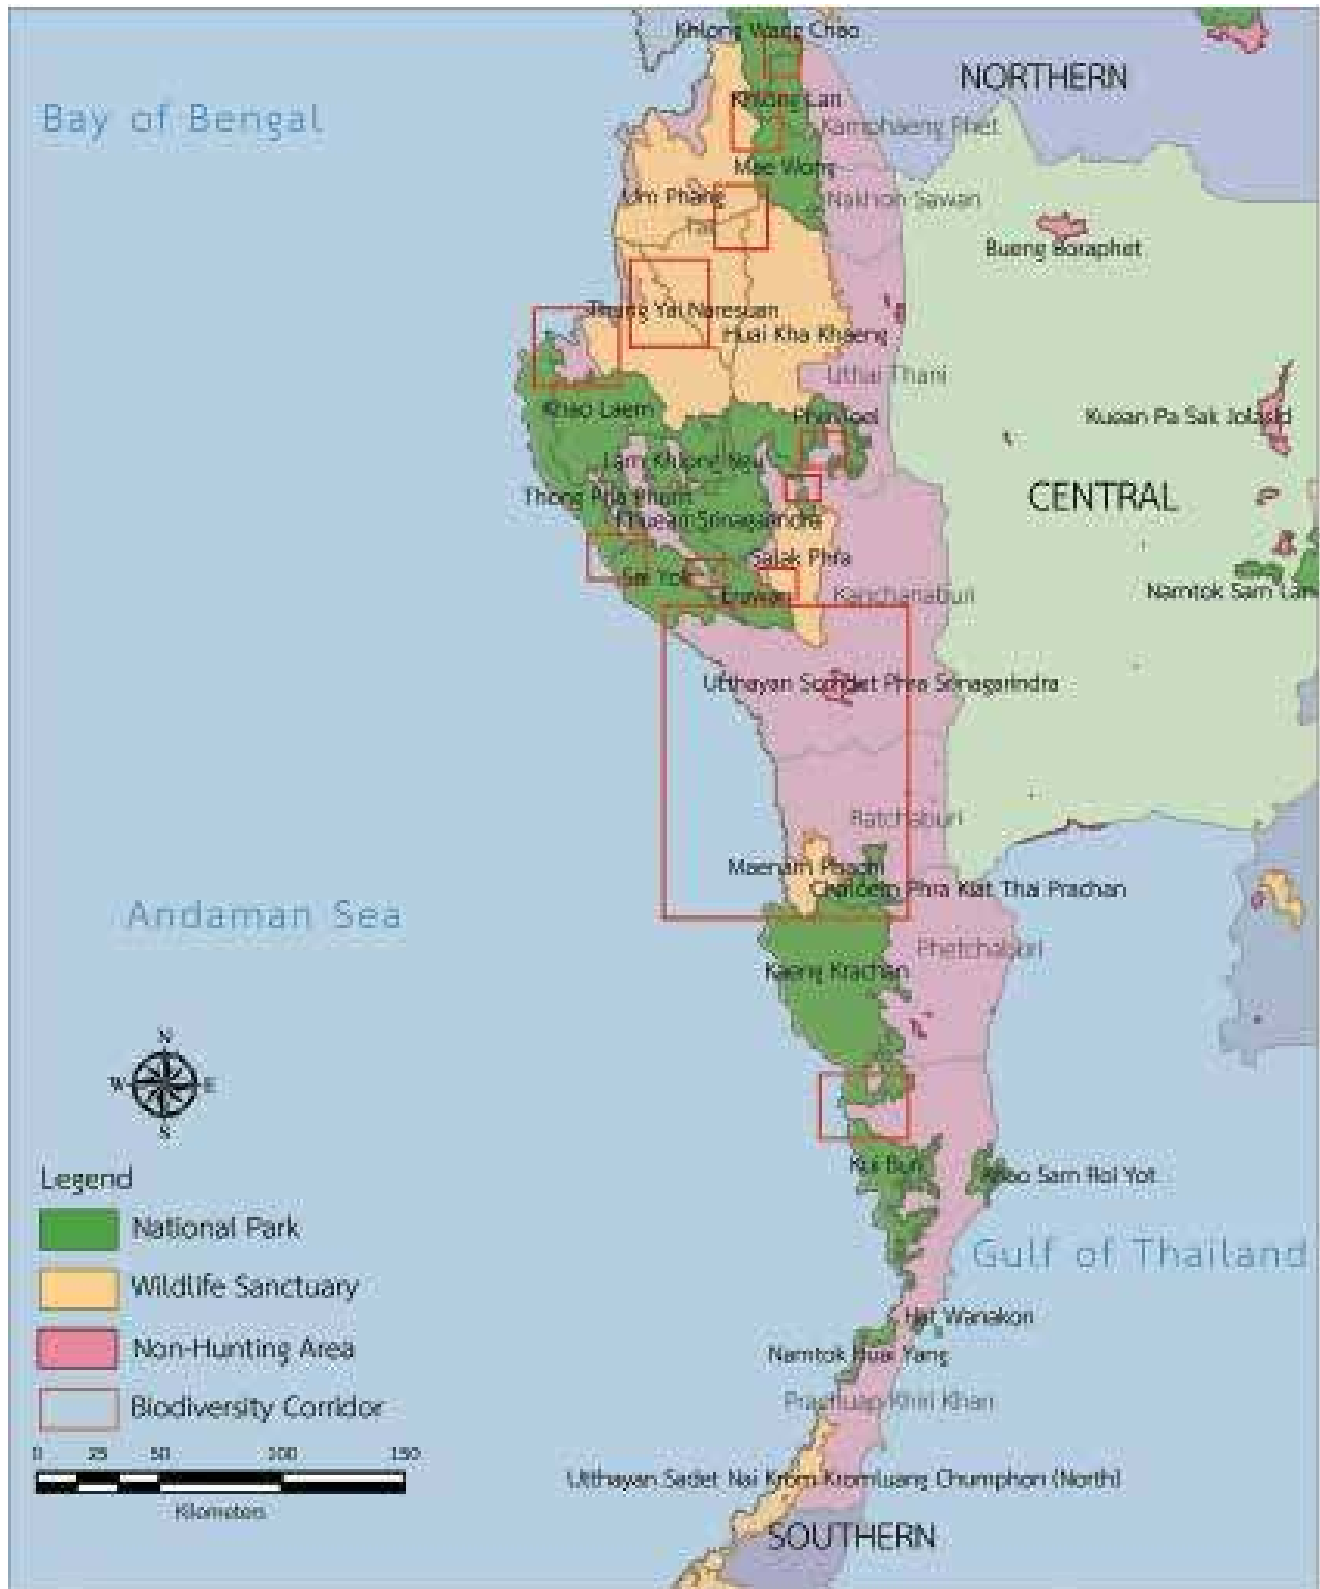 Khlong Wang Chao
NORTHERN
Khlong Lan
Bay of Bengal
Kamphaeng Phet
Mae Wong
Um Phang
Nakhon Sawan
Tak
Bueng Boraphet
Thung Yai Naresuan
Huai Kha Khaeng
Uthai Thani
Khao Laem
Kuean Pa Sak Jolasid
Lam Khlong Ngu
Thong Pha Phum
CENTRAL
Khuean Srinagarindra
Salak Phra
Sai Yok
Erawan
Kanchanaburi
Namtok Sam Lan
Utthayan Somdet Phra Srinagarindra
Ratchaburi
Maenam Phachi
Chaloem Phra Kiat Thai Prachan
Andaman Sea
Phetchaburi
Kaeng Krachan
N
W
E
S
Kui Buri
Khao Sam Roi Yot
Legend
National Park
Gulf of Thailand
Wildlife Sanctuary
Hat Wanakon
Non-Hunting Area
Namtok Huai Yang
Prachuap Khiri Khan
Biodiversity Corridor
0 25 50 100 150
Kilometers
Utthayan Sadet Nai Krom Kromluang Chumphon (North)
SOUTHERN